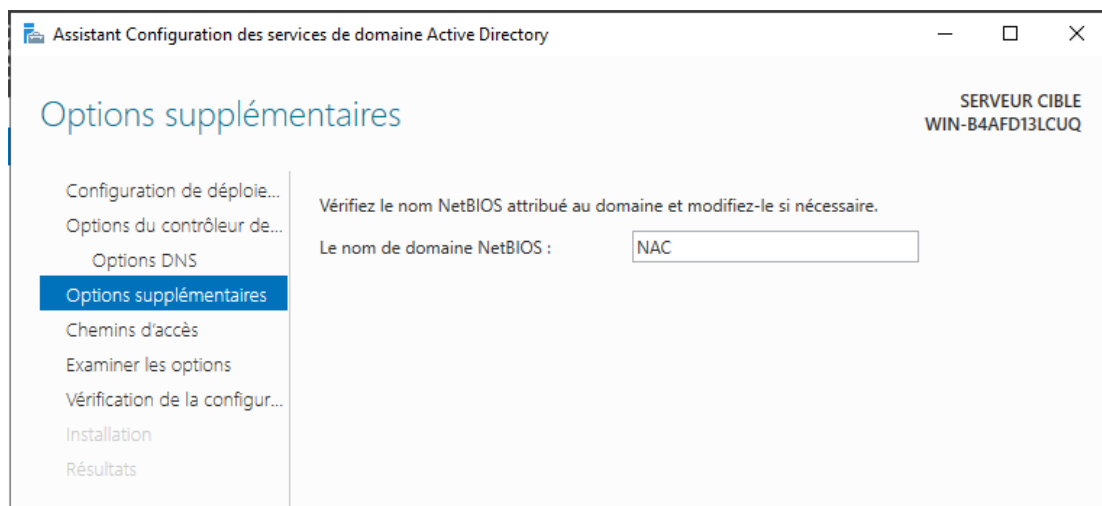 Assistant Configuration des services de domaine Active Directory
Options supplémentaires
SERVEUR CIBLE
WIN-B4AFD13LCUQ
Configuration de déploie...
Options du contrôleur de...
Options DNS
Options supplémentaires
Chemins d'accès
Examiner les options
Vérification de la configur...
Installation
Résultats
Vérifiez le nom NetBIOS attribué au domaine et modifiez-le si nécessaire.
Le nom de domaine NetBIOS : NAC